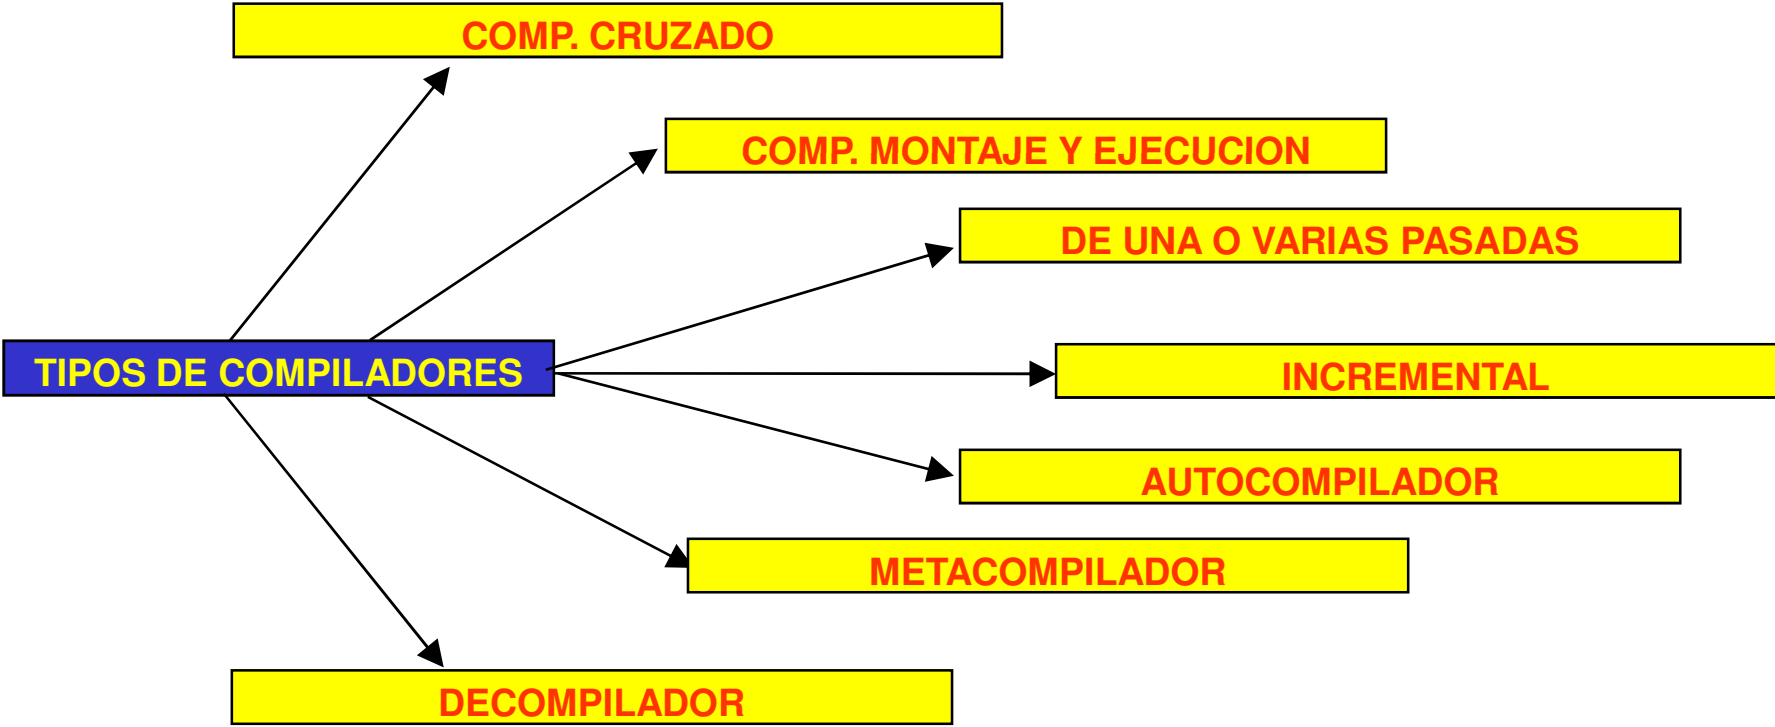 COMP. CRUZADO
COMP. MONTAJE Y EJECUCION
DE UNA O VARIAS PASADAS
TIPOS DE COMPILADORES
INCREMENTAL
AUTOCOMPILADOR
METACOMPILADOR
DECOMPILADOR